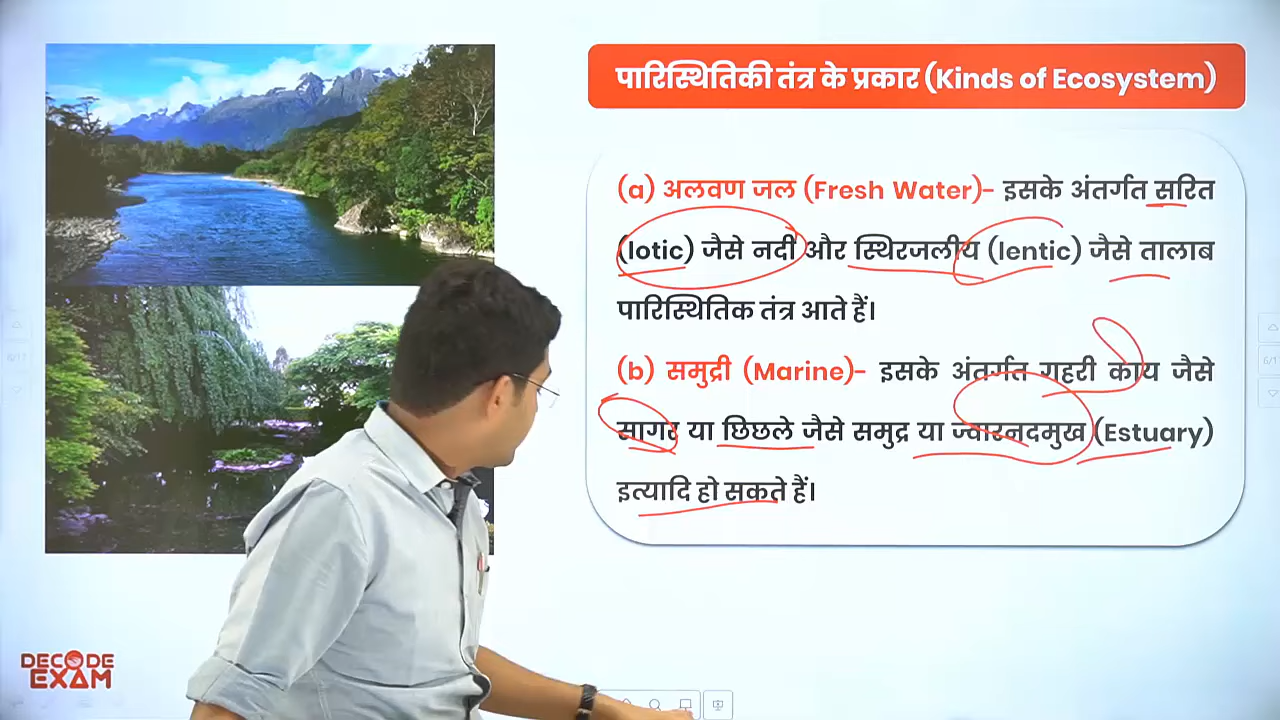 पारिस्थितिकी तंत्र के प्रकार (Kinds of Ecosystem)
(a) अलवण जल (Fresh Water)- इसके अंतर्गत सरित
(lotic) जैसे नदी और स्थिरजलीय (lentic) जैसे तालाब
पारिस्थितिक तंत्र आते हैं।
(b) समुद्री (Marine)- इसके अंतर्गत गहरी काय जैसे
सागर या छिछले जैसे समुद्र या ज्वारनदमुख (Estuary)
इत्यादि हो सकते हैं।
DECODE
EXAM